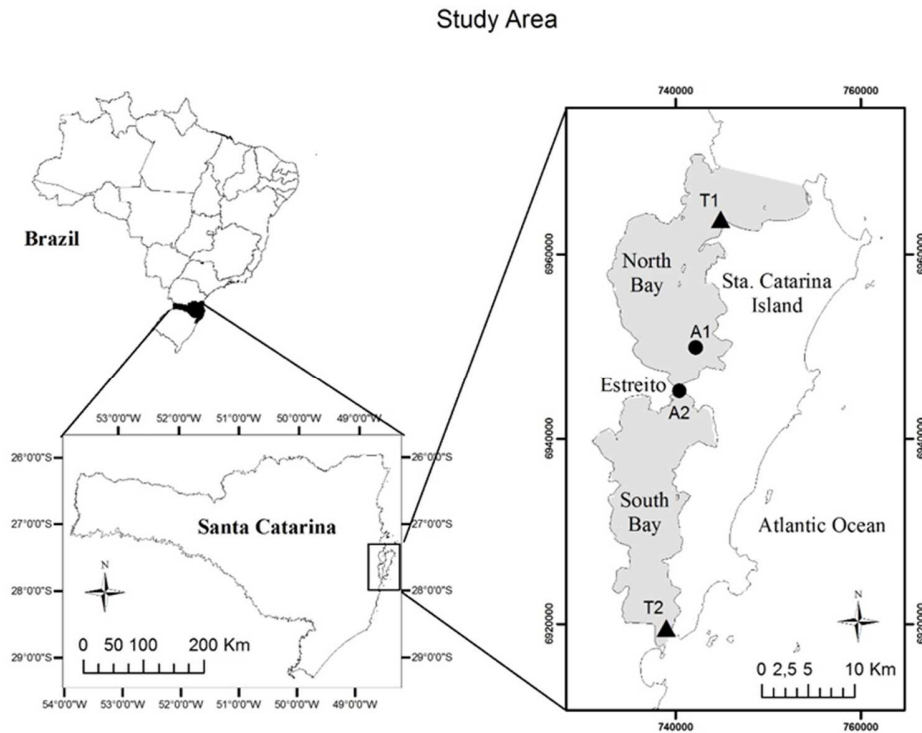 Study Area
Brazil
53°0'0"W 52°0'0"W 51°0'0"W 50°0'0"W 49°0'0"W
26°0'0"S
26°0'0"S
27°0'0"S
27°0'0"S
28°0'0"S
28°0'0"S
29°0'0"S
29°0'0"S
Santa Catarina
N
0 50 100 200 Km
54°0'0"W 53°0'0"W 52°0'0"W 51°0'0"W 50°0'0"W 49°0'0"W
740000 760000
T1
North
Bay
Sta. Catarina
Island
A1
Estreito
A2
South
Bay
Atlantic Ocean
T2
N
0 2,5 5 10 Km
6960000
6960000
6940000
6940000
6920000
740000 760000